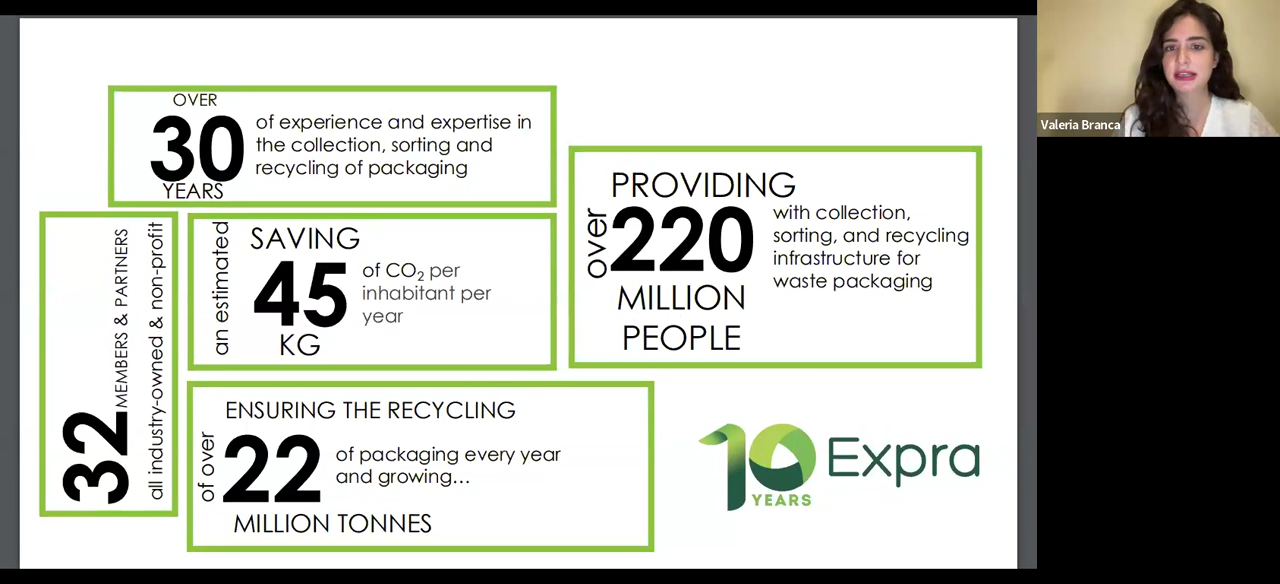 OVER
30
YEARS
of experience and expertise in
the collection, sorting and
recycling of packaging
32
MEMBERS & PARTNERS
all industry-owned & non-profit
an estimated
SAVING
45
KG
of CO₂ per
inhabitant per
year
PROVIDING
over
220
MILLION
PEOPLE
with collection,
sorting, and recycling
infrastructure for
waste packaging
ENSURING THE RECYCLING
of over
22
MILLION TONNES
of packaging every year
and growing...
10
YEARS
Expra
Valeria Branca